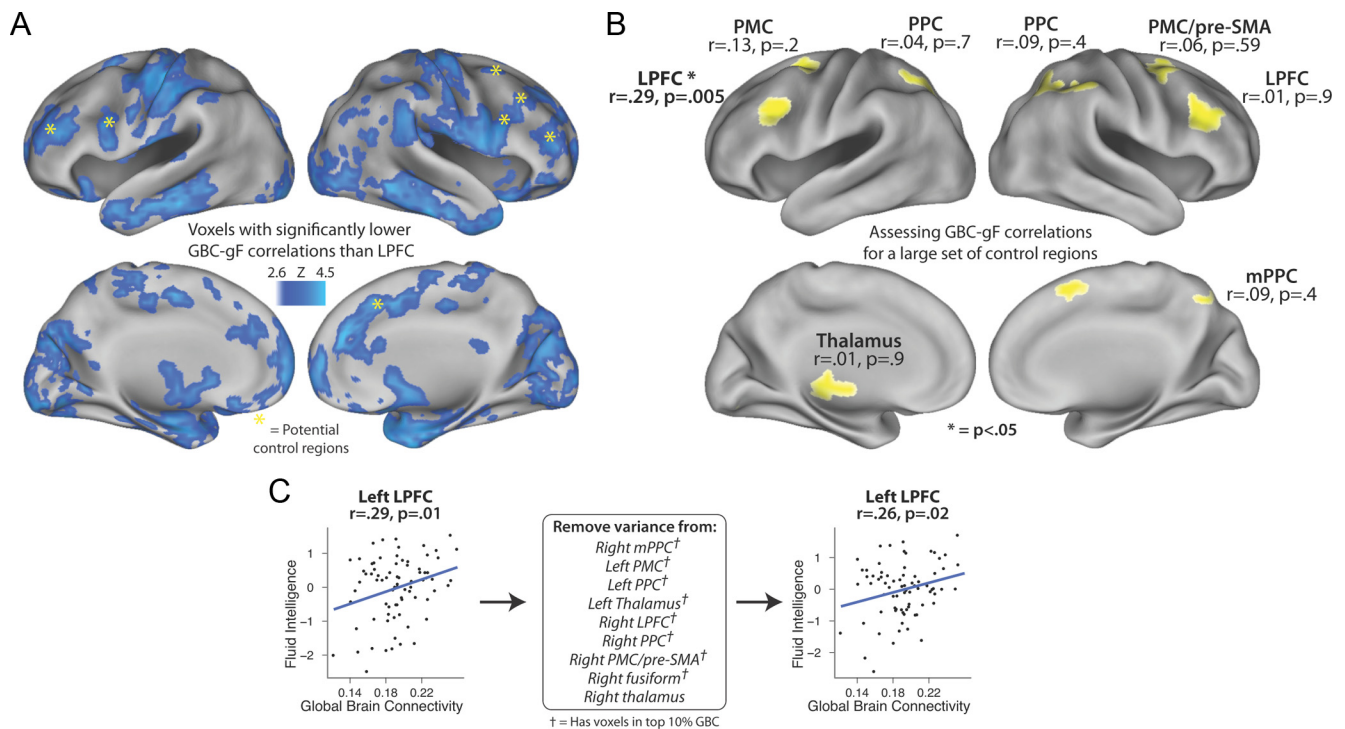 A
Voxels with significantly lower
GBC-gF correlations than LPFC
2.6 Z 4.5
*
= Potential
control regions
B
PMC
r=.13, p=.2
PPC
r=.04, p=.7
PPC
r=.09, p=.4
PMC/pre-SMA
r=.06, p=.59
LPFC *
r=.29, p=.005
LPFC
r=.01, p=.9
Assessing GBC-gF correlations
for a large set of control regions
mPPC
r=.09, p=.4
Thalamus
r=.01, p=.9
* = p<.05
C
Left LPFC
r=.29, p=.01
Fluid Intelligence
1
0
−1
−2
0.14 0.18 0.22
Global Brain Connectivity
Remove variance from:
Right mPPC†
Left PMC†
Left PPC†
Left Thalamus†
Right LPFC†
Right PPC†
Right PMC/pre-SMA†
Right fusiform†
Right thalamus
† = Has voxels in top 10% GBC
Left LPFC
r=.26, p=.02
Fluid Intelligence
1
0
−1
−2
0.14 0.18 0.22
Global Brain Connectivity